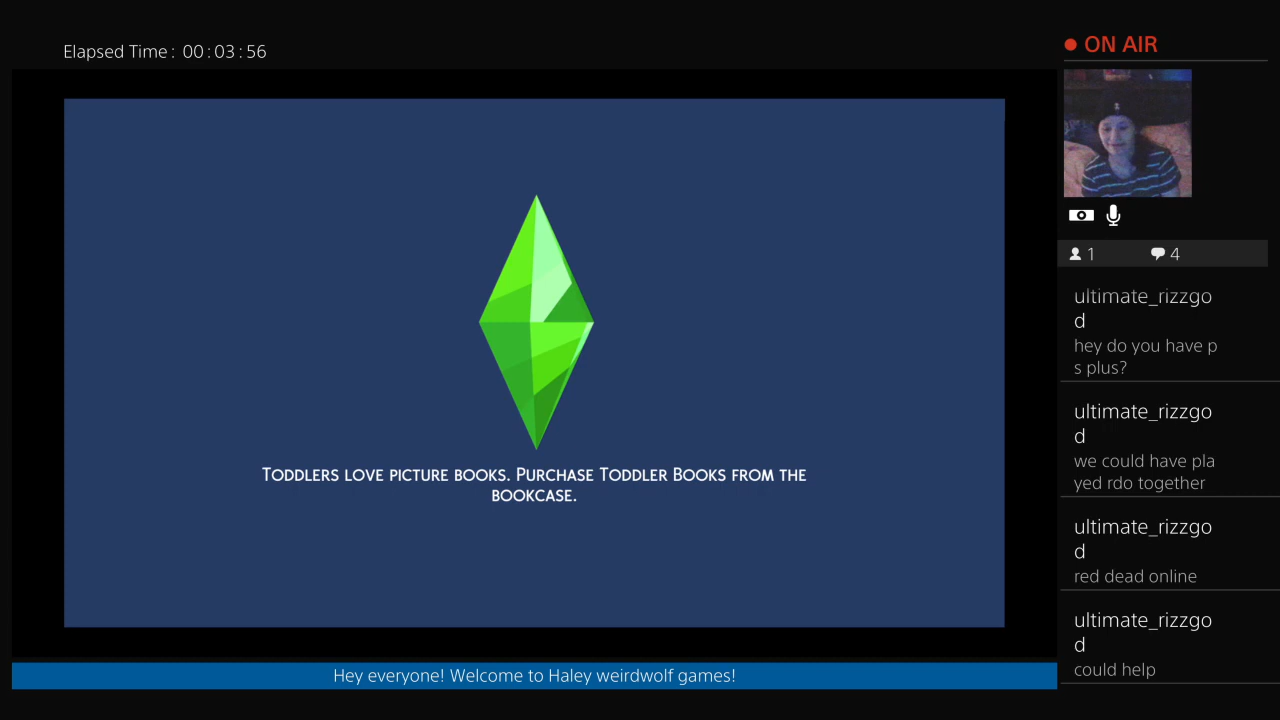 Elapsed Time: 00:03:56
ON AIR
1
4
ultimate_rizzgo
d
hey do you have p
s plus?
ultimate_rizzgo
d
we could have pla
yed rdo together
ultimate_rizzgo
d
red dead online
ultimate_rizzgo
d
could help
TODDLERS LOVE PICTURE BOOKS. PURCHASE TODDLER BOOKS FROM THE
BOOKCASE.
Hey everyone! Welcome to Haley weirdwolf games!